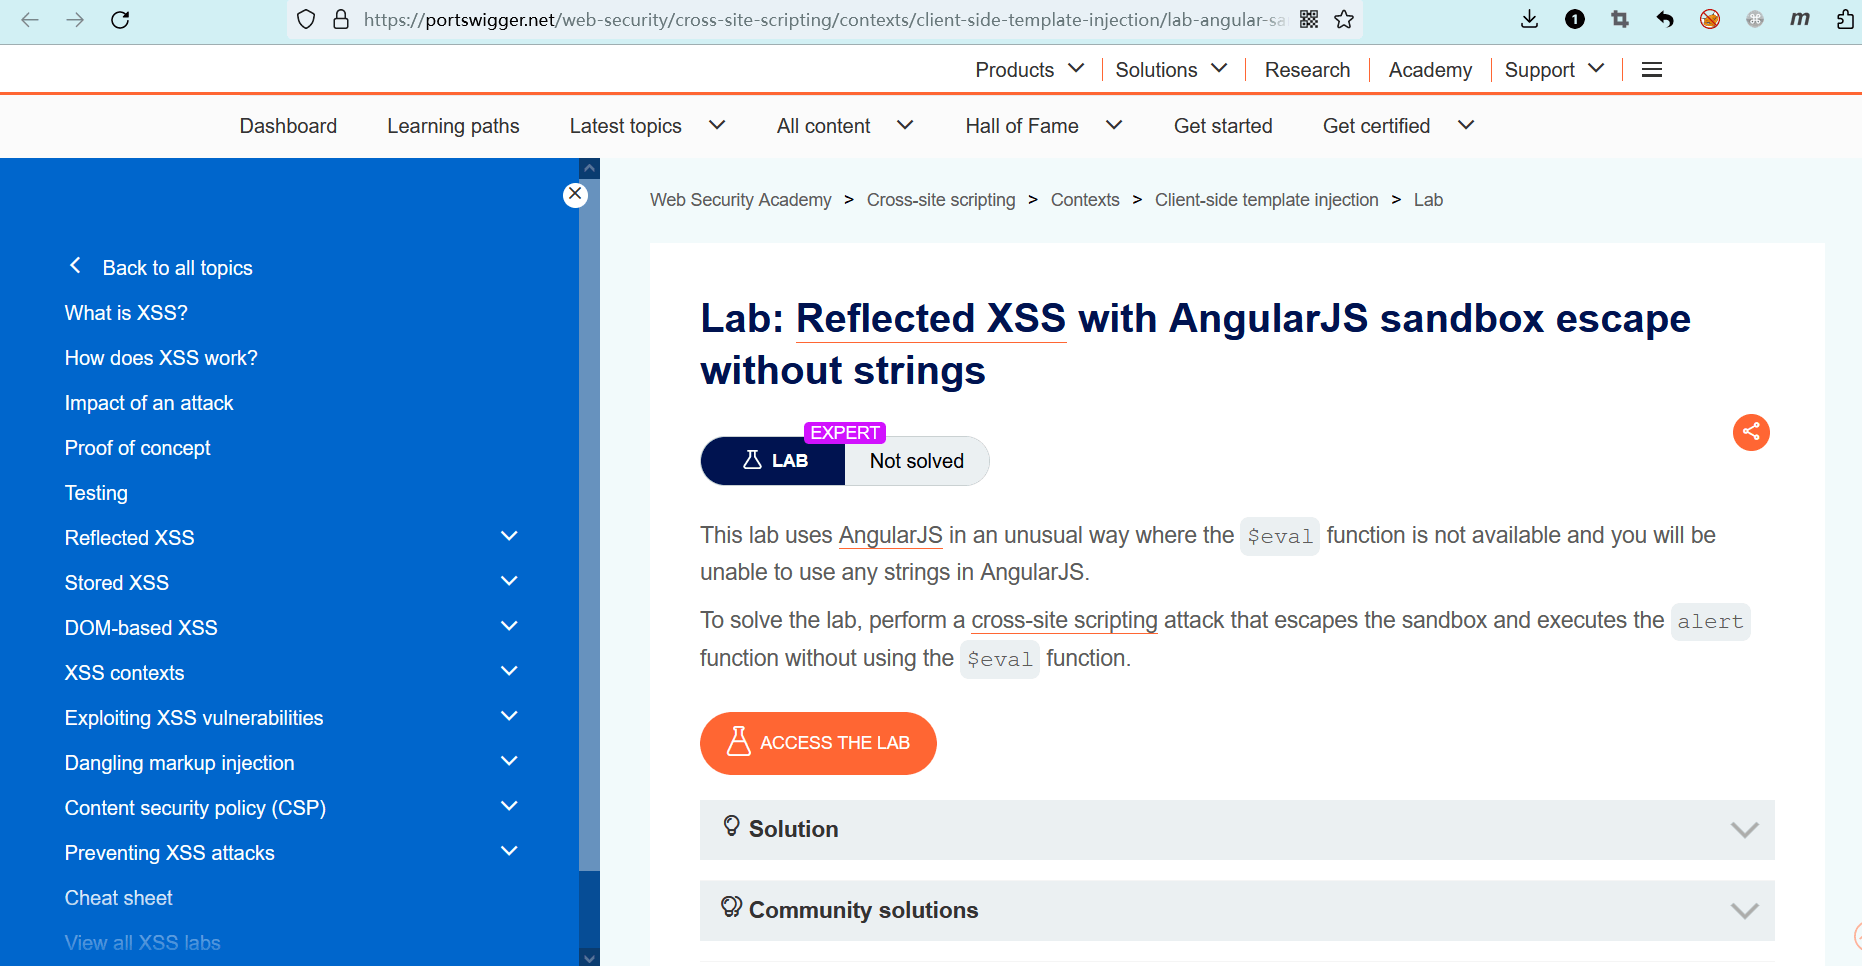 https://portswigger.net/web-security/cross-site-scripting/contexts/client-side-template-injection/lab-angular-sa
1
m
Products
Solutions
Research
Academy
Support
Dashboard
Learning paths
Latest topics
All content
Hall of Fame
Get started
Get certified
Back to all topics
What is XSS?
How does XSS work?
Impact of an attack
Proof of concept
Testing
Reflected XSS
Stored XSS
DOM-based XSS
XSS contexts
Exploiting XSS vulnerabilities
Dangling markup injection
Content security policy (CSP)
Preventing XSS attacks
Cheat sheet
View all XSS labs
Web Security Academy > Cross-site scripting > Contexts > Client-side template injection > Lab
Lab: Reflected XSS with AngularJS sandbox escape
without strings
EXPERT
LAB
Not solved
This lab uses AngularJS in an unusual way where the $eval function is not available and you will be
unable to use any strings in AngularJS.
To solve the lab, perform a cross-site scripting attack that escapes the sandbox and executes the alert
function without using the $eval function.
ACCESS THE LAB
Solution
Community solutions